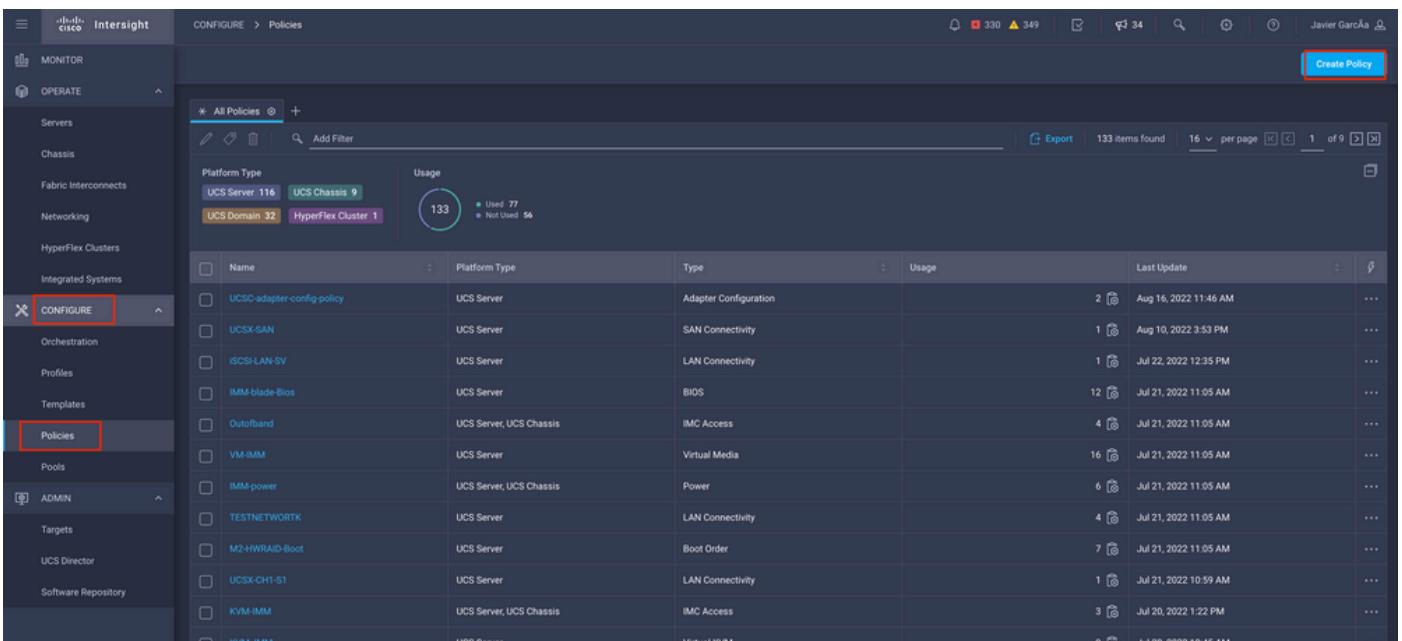 cisco Intersight CONFIGURE > Policies 330 349 34 Javier GarcÃa
MONITOR
Create Policy
OPERATE
All Policies +
Servers
Add Filter Export 133 items found 16 per page 1 of 9
Chassis
Platform Type Usage
Fabric Interconnects
UCS Server 116 UCS Chassis 9
133 Used 77
Networking
UCS Domain 32 HyperFlex Cluster 1 Not Used 56
HyperFlex Clusters
Name Platform Type Type Usage Last Update
Integrated Systems
UCSC-adapter-config-policy UCS Server Adapter Configuration 2 Aug 16, 2022 11:46 AM ...
CONFIGURE
UCSX-SAN UCS Server SAN Connectivity 1 Aug 10, 2022 3:53 PM ...
Orchestration
iSCSI-LAN-SV UCS Server LAN Connectivity 1 Jul 22, 2022 12:35 PM ...
Profiles
IMM-blade-Bios UCS Server BIOS 12 Jul 21, 2022 11:05 AM ...
Templates
Outofband UCS Server, UCS Chassis IMC Access 4 Jul 21, 2022 11:05 AM ...
Policies
VM-IMM UCS Server Virtual Media 16 Jul 21, 2022 11:05 AM ...
Pools
IMM-power UCS Server, UCS Chassis Power 6 Jul 21, 2022 11:05 AM ...
ADMIN
TESTNETWORTK UCS Server LAN Connectivity 4 Jul 21, 2022 11:05 AM ...
Targets
M2-HWRAID-Boot UCS Server Boot Order 7 Jul 21, 2022 11:05 AM ...
UCS Director
UCSX-CH1-S1 UCS Server LAN Connectivity 1 Jul 21, 2022 10:59 AM ...
Software Repository
KVM-IMM UCS Server, UCS Chassis IMC Access 3 Jul 20, 2022 1:22 PM ...